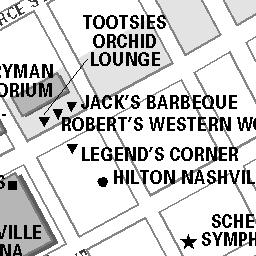 TOOTSIES
ORCHID
LOUNGE
RYMAN
ORIUM
JACK'S BARBEQUE
ROBERT'S WESTERN WO
LEGEND'S CORNER
HILTON NASHVIL
VILLE
NA
SCHE
SYMPH